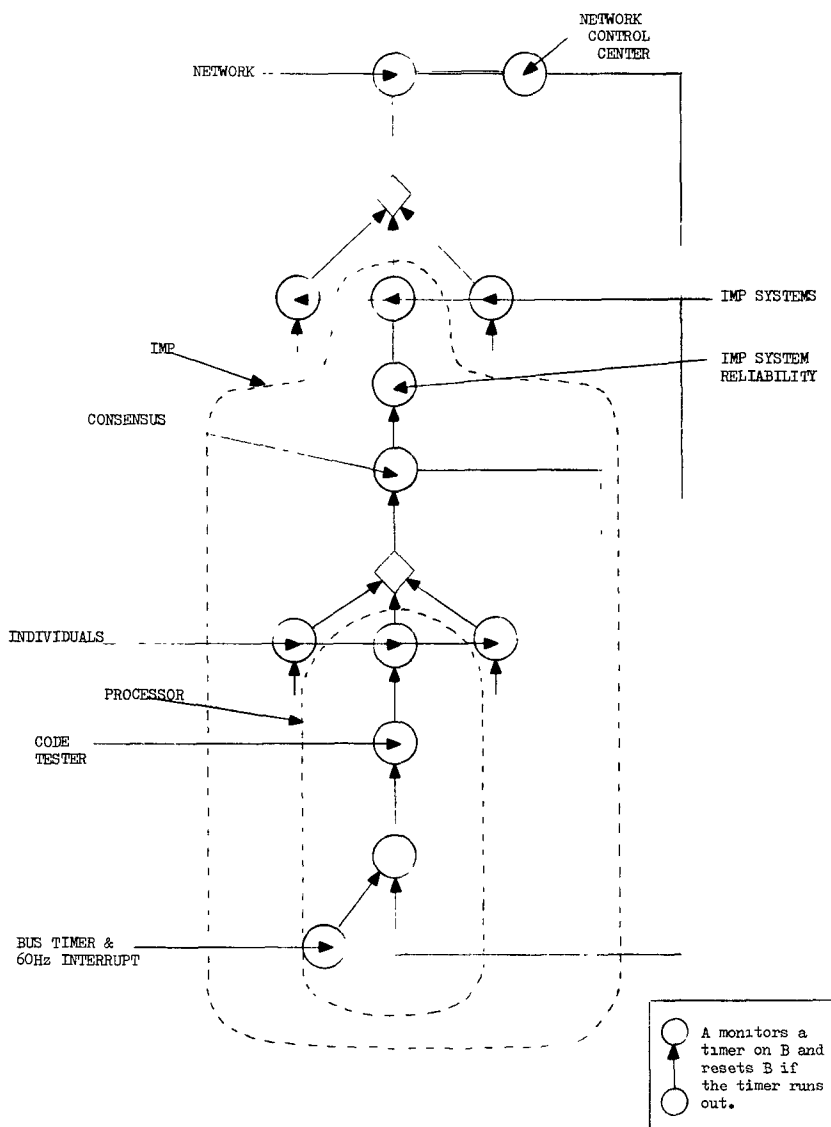 NETWORK
CONTROL
CENTER
NETWORK
IMP SYSTEMS
IMP
IMP SYSTEM
RELIABILITY
CONSENSUS
INDIVIDUALS
PROCESSOR
CODE
TESTER
BUS TIMER &
60Hz INTERRUPT
A monitors a
timer on B and
resets B if
the timer runs
out.